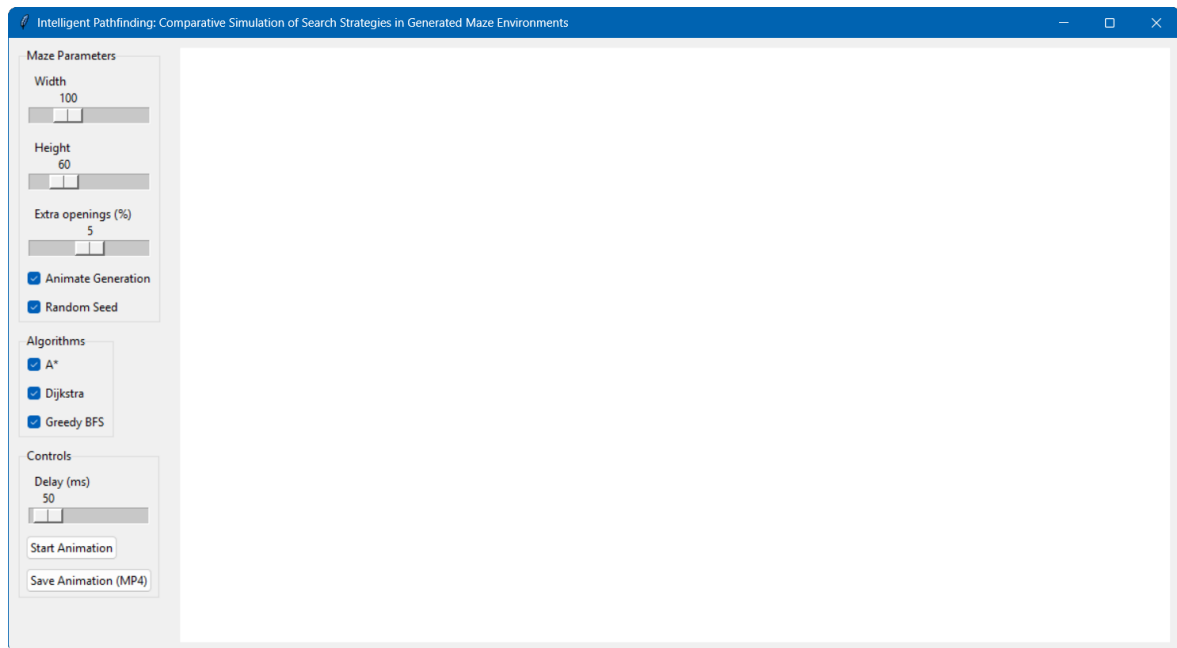 Intelligent Pathfinding: Comparative Simulation of Search Strategies in Generated Maze Environments
Maze Parameters
Width
100
Height
60
Extra openings (%)
5
Animate Generation
Random Seed
Algorithms
A*
Dijkstra
Greedy BFS
Controls
Delay (ms)
50
Start Animation
Save Animation (MP4)